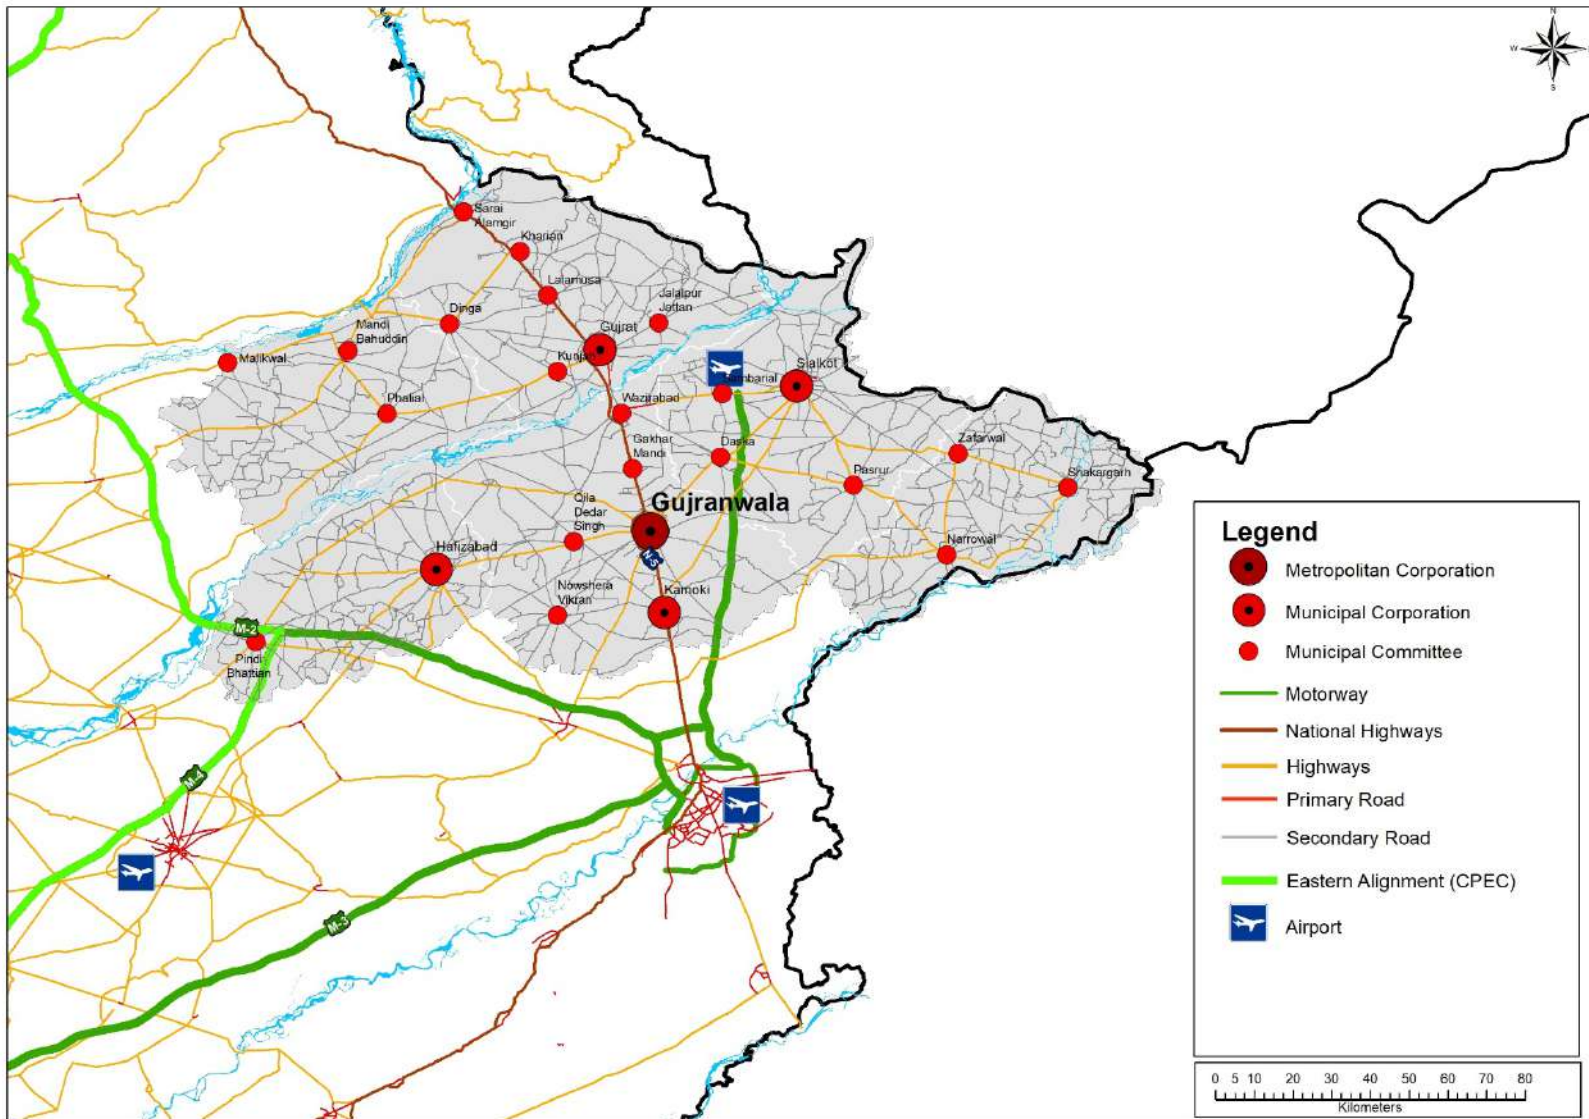 N
W
S
Sarai
Alamgir
Kharian
Lalamusa
Jalalpur
Jattan
Dinga
Mandi
Bahuddin
Gujrat
Malikwal
Kunjah
Sialkot
Sambarial
Phalia
Wazirabad
Gakhar
Mandi
Daska
Zafarwal
Pasrur
Shakargarh
Gujranwala
Qila
Dedar
Singh
Hafizabad
Narrowal
N-5
Nowshera
Vikran
Kamoki
M-2
Pindi
Bhattian
M-4
M-3
Legend
Metropolitan Corporation
Municipal Corporation
Municipal Committee
Motorway
National Highways
Highways
Primary Road
Secondary Road
Eastern Alignment (CPEC)
Airport
0 5 10 20 30 40 50 60 70 80
Kilometers